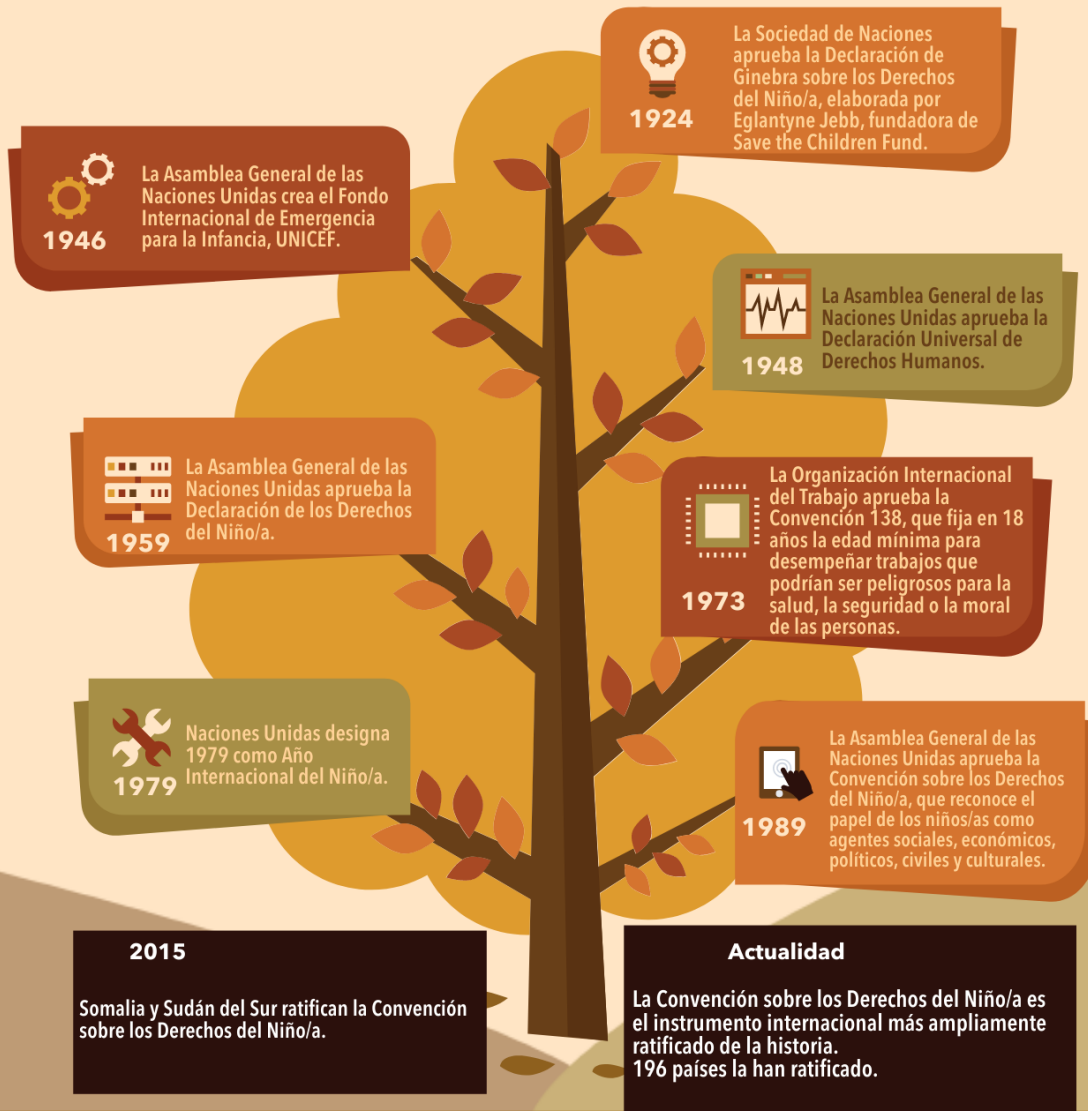 1924
La Sociedad de Naciones
aprueba la Declaración de
Ginebra sobre los Derechos
del Niño/a, elaborada por
Eglantyne Jebb, fundadora de
Save the Children Fund.
1946
La Asamblea General de las
Naciones Unidas crea el Fondo
Internacional de Emergencia
para la Infancia, UNICEF.
1948
La Asamblea General de las
Naciones Unidas aprueba la
Declaración Universal de
Derechos Humanos.
1959
La Asamblea General de las
Naciones Unidas aprueba la
Declaración de los Derechos
del Niño/a.
1973
La Organización Internacional
del Trabajo aprueba la
Convención 138, que fija en 18
años la edad mínima para
desempeñar trabajos que
podrían ser peligrosos para la
salud, la seguridad o la moral
de las personas.
1979
Naciones Unidas designa
1979 como Año
Internacional del Niño/a.
1989
La Asamblea General de las
Naciones Unidas aprueba la
Convención sobre los Derechos
del Niño/a, que reconoce el
papel de los niños/as como
agentes sociales, económicos,
políticos, civiles y culturales.
2015
Somalia y Sudán del Sur ratifican la Convención
sobre los Derechos del Niño/a.
Actualidad
La Convención sobre los Derechos del Niño/a es
el instrumento internacional más ampliamente
ratificado de la historia.
196 países la han ratificado.